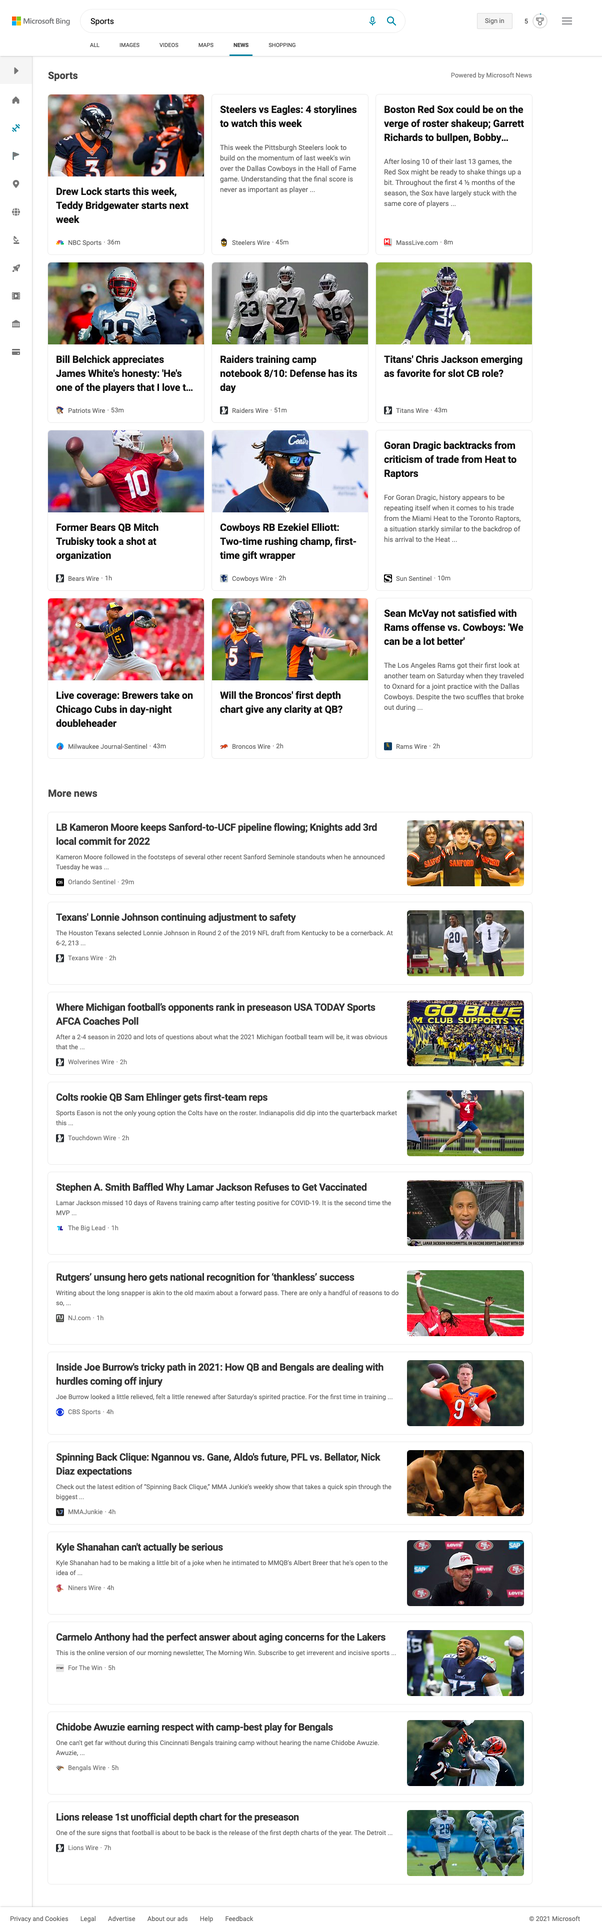 Microsoft Bing
Sports
Sign in
5
ALL
IMAGES
VIDEOS
MAPS
NEWS
SHOPPING
Sports
Powered by Microsoft News
Drew Lock starts this week,
Teddy Bridgewater starts next
week
NBC Sports · 36m
Steelers vs Eagles: 4 storylines
to watch this week
This week the Pittsburgh Steelers look to
build on the momentum of last week's win
over the Dallas Cowboys in the Hall of Fame
game. Understanding that the final score is
never as important as player ...
Steelers Wire · 45m
Boston Red Sox could be on the
verge of roster shakeup; Garrett
Richards to bullpen, Bobby...
After losing 10 of their last 13 games, the
Red Sox might be ready to shake things up a
bit. Throughout the first 4 ½ months of the
season, the Sox have largely stuck with the
same core of players ...
MassLive.com · 8m
Bill Belichick appreciates
James White's honesty: 'He's
one of the players that I love t...
Patriots Wire · 53m
Raiders training camp
notebook 8/10: Defense has its
day
Raiders Wire · 51m
Titans' Chris Jackson emerging
as favorite for slot CB role?
Titans Wire · 43m
Former Bears QB Mitch
Trubisky took a shot at
organization
Bears Wire · 1h
Cowboys RB Ezekiel Elliott:
Two-time rushing champ, first-
time gift wrapper
Cowboys Wire · 2h
Goran Dragic backtracks from
criticism of trade from Heat to
Raptors
For Goran Dragic, history appears to be
repeating itself when it comes to his trade
from the Miami Heat to the Toronto Raptors,
a situation starkly similar to the backdrop of
his arrival to the Heat ...
Sun Sentinel · 10m
Live coverage: Brewers take on
Chicago Cubs in day-night
doubleheader
Milwaukee Journal-Sentinel · 43m
Will the Broncos' first depth
chart give any clarity at QB?
Broncos Wire · 2h
Sean McVay not satisfied with
Rams offense vs. Cowboys: 'We
can be a lot better'
The Los Angeles Rams got their first look at
another team on Saturday when they traveled
to Oxnard for a joint practice with the Dallas
Cowboys. Despite the two scuffles that broke
out during ...
Rams Wire · 2h
More news
LB Kameron Moore keeps Sanford-to-UCF pipeline flowing; Knights add 3rd
local commit for 2022
Kameron Moore followed in the footsteps of several other recent Sanford Seminole standouts when he announced
Tuesday he was ...
Orlando Sentinel · 29m
Texans' Lonnie Johnson continuing adjustment to safety
The Houston Texans selected Lonnie Johnson in Round 2 of the 2019 NFL draft from Kentucky to be a cornerback. At
6-2, 213 ...
Texans Wire · 2h
Where Michigan football's opponents rank in preseason USA TODAY Sports
AFCA Coaches Poll
After a 2-4 season in 2020 and lots of questions about what the 2021 Michigan football team will be, it was obvious
that the ...
Wolverines Wire · 2h
GO BLUE
M CLUB SUPPORTS YO
Colts rookie QB Sam Ehlinger gets first-team reps
Sports Eason is not the only young option the Colts have on the roster. Indianapolis did dip into the quarterback market
this ...
Touchdown Wire · 2h
Stephen A. Smith Baffled Why Lamar Jackson Refuses to Get Vaccinated
Lamar Jackson missed 10 days of Ravens training camp after testing positive for COVID-19. It is the second time the
MVP ...
The Big Lead · 1h
Rutgers' unsung hero gets national recognition for 'thankless' success
Writing about the long snapper is akin to the old maxim about a forward pass. There are only a handful of reasons to do
so, ...
NJ.com · 1h
Inside Joe Burrow's tricky path in 2021: How QB and Bengals are dealing with
hurdles coming off injury
Joe Burrow looked a little relieved, felt a little renewed after Saturday's spirited practice. For the first time in training ...
CBS Sports · 4h
Spinning Back Clique: Ngannou vs. Gane, Aldo's future, PFL vs. Bellator, Nick
Diaz expectations
Check out the latest edition of "Spinning Back Clique," MMA Junkie's weekly show that takes a quick spin through the
biggest...
MMAJunkie · 4h
Kyle Shanahan can't actually be serious
Kyle Shanahan had to be making a little bit of a joke when he intimated to MMQB's Albert Breer that he's open to the
idea of ...
Niners Wire · 4h
Carmelo Anthony had the perfect answer about aging concerns for the Lakers
This is the online version of our morning newsletter, The Morning Win. Subscribe to get irreverent and incisive sports ...
For The Win · 5h
Chidobe Awuzie earning respect with camp-best play for Bengals
One can't get far without during this Cincinnati Bengals training camp without hearing the name Chidobe Awuzie.
Awuzie, ...
Bengals Wire · 5h
Lions release 1st unofficial depth chart for the preseason
One of the sure signs that football is about to be back is the release of the first depth charts of the year. The Detroit ...
Lions Wire · 7h
Privacy and Cookies
Legal
Advertise
About our ads
Help
Feedback
© 2021 Microsoft